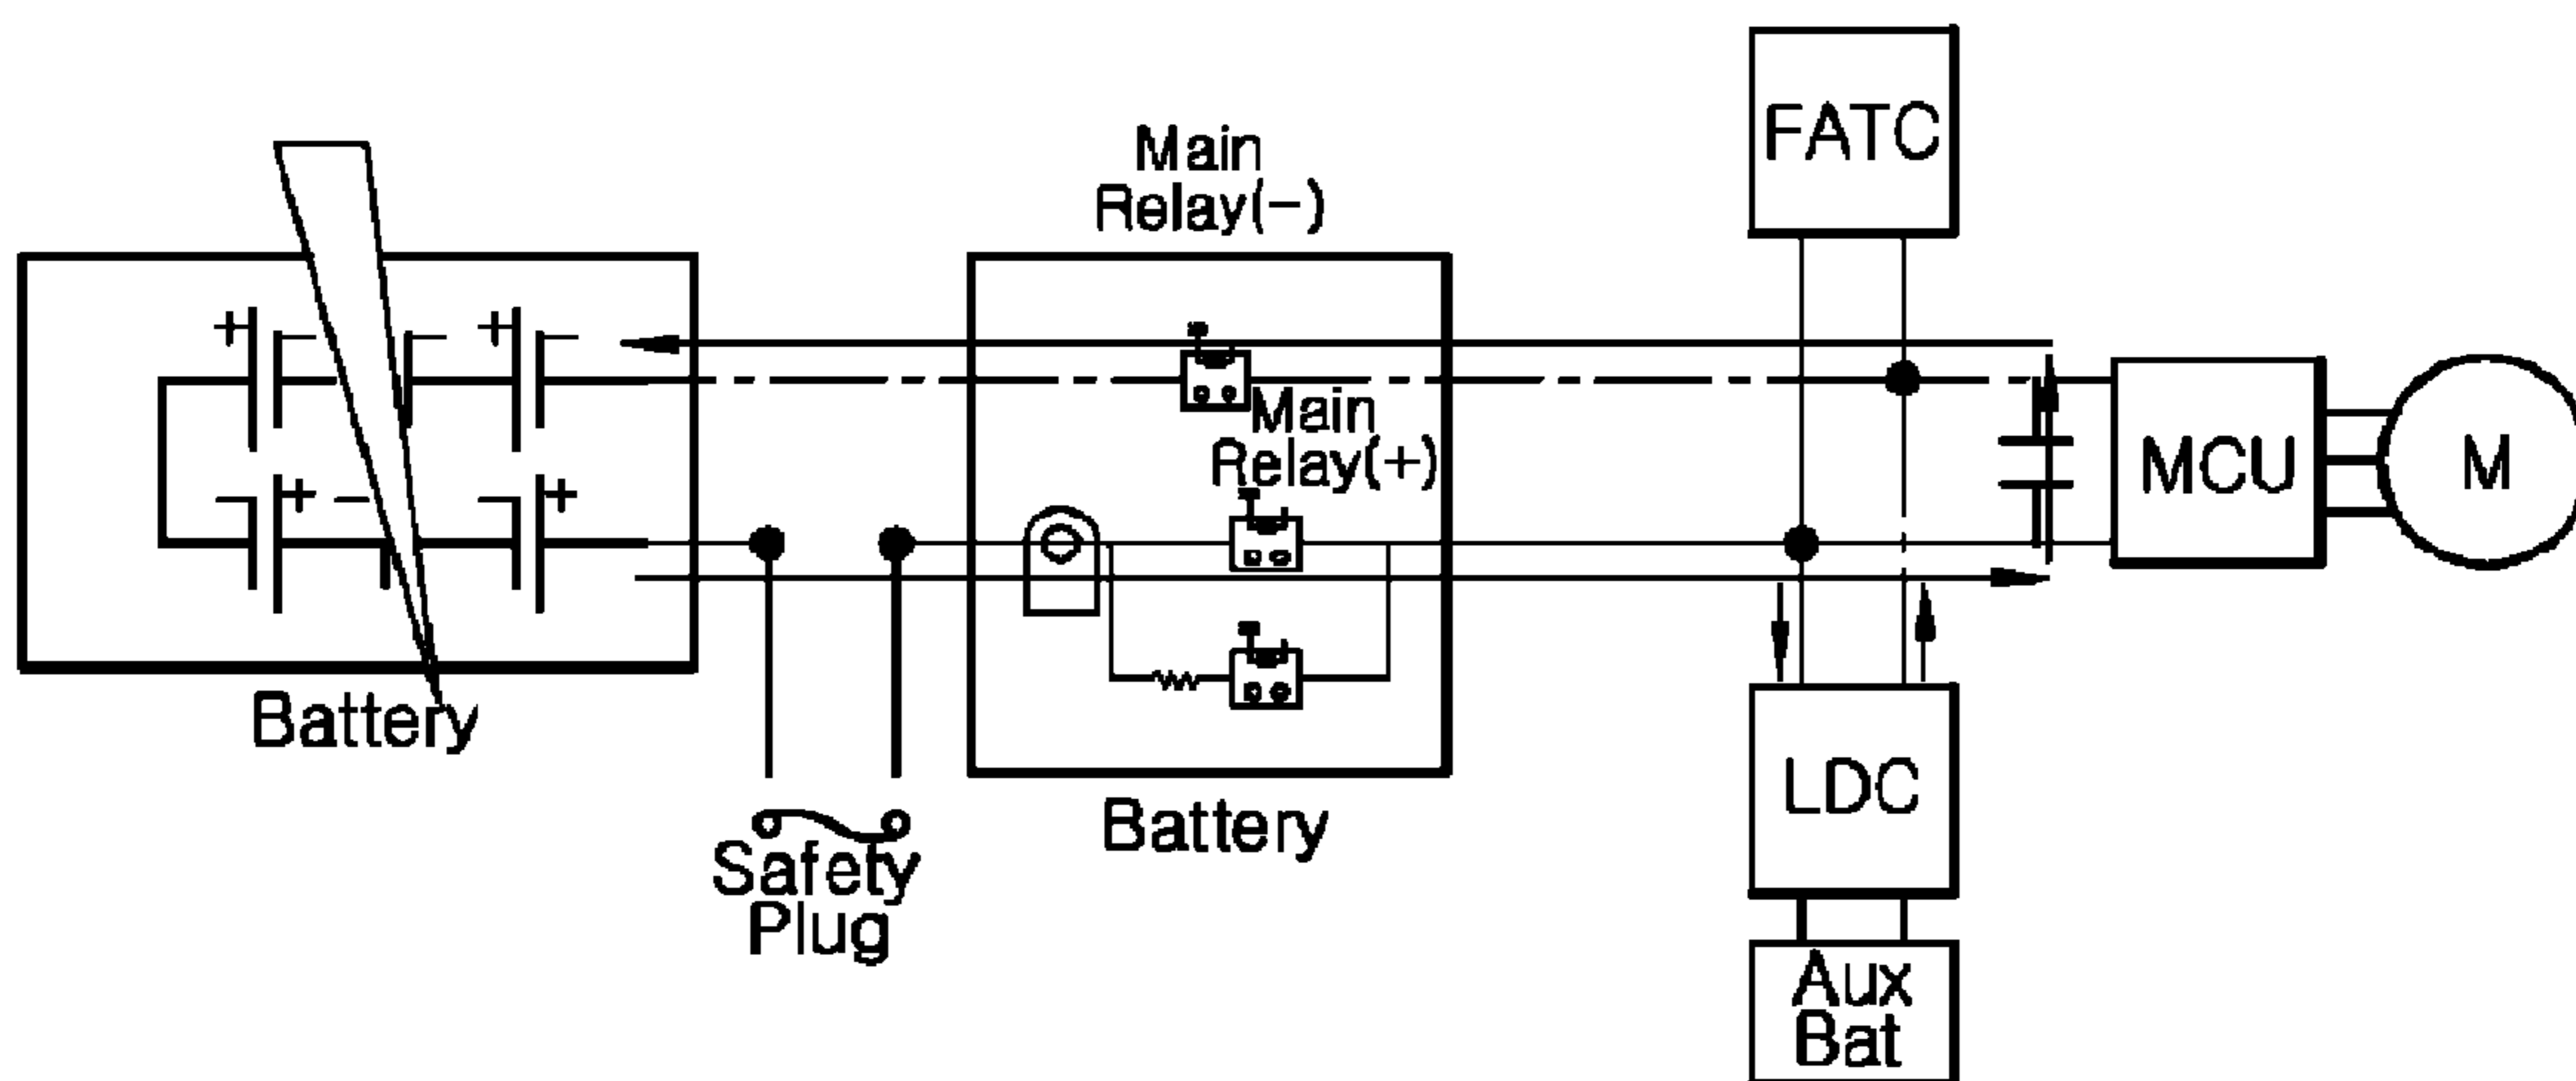 FATC
Main
Relay(-)
+ - - + -
Main
Relay(+)
MCU
M
- + - - +
Battery
Safety
Plug
Battery
LDC
Aux
Bat